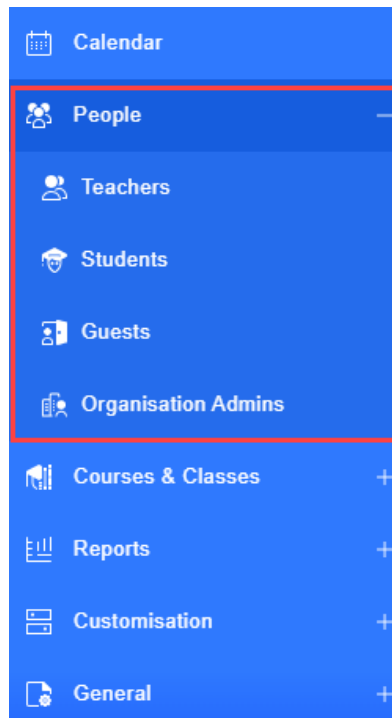 Calendar
People
Teachers
Students
Guests
Organisation Admins
Courses & Classes
Reports
Customisation
General